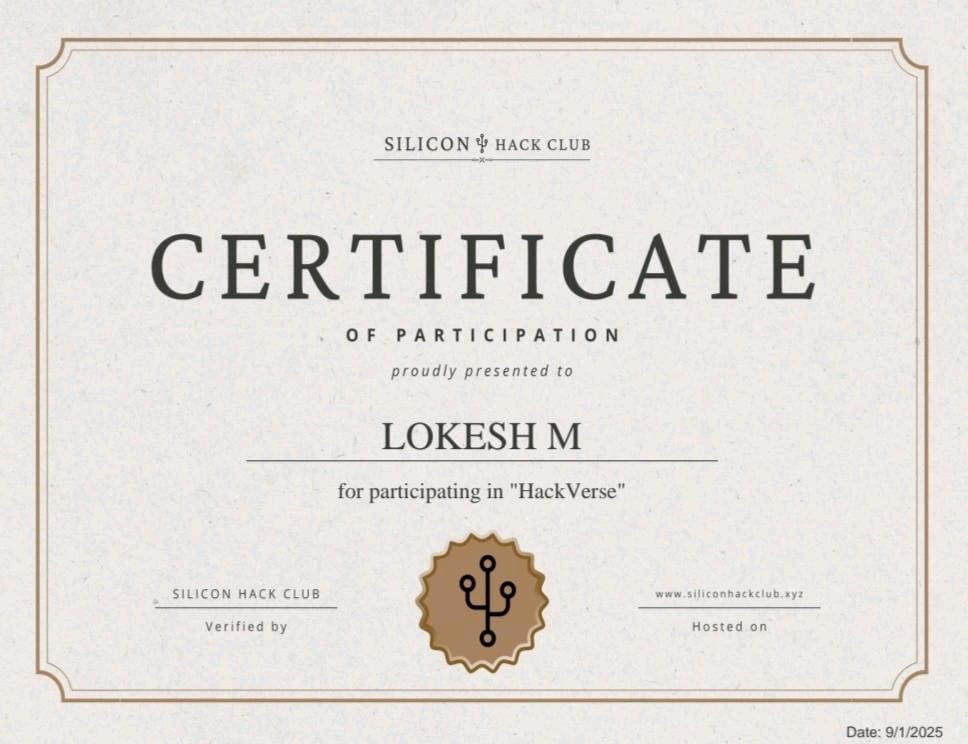 SILICON HACK CLUB
CERTIFICATE
OF PARTICIPATION
proudly presented to
LOKESH M
for participating in "HackVerse"
SILICON HACK CLUB
Verified by
www.siliconhackclub.xyz
Hosted on
Date: 9/1/2025